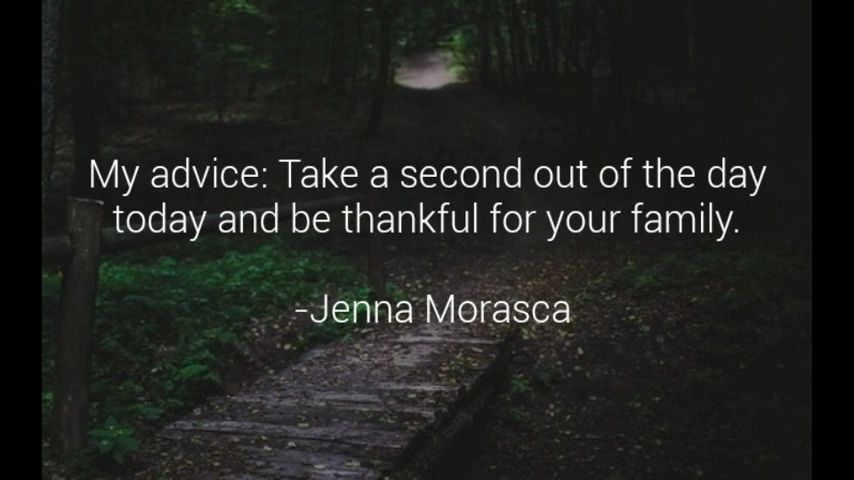 My advice: Take a second out of the day
today and be thankful for your family.
-Jenna Morasca